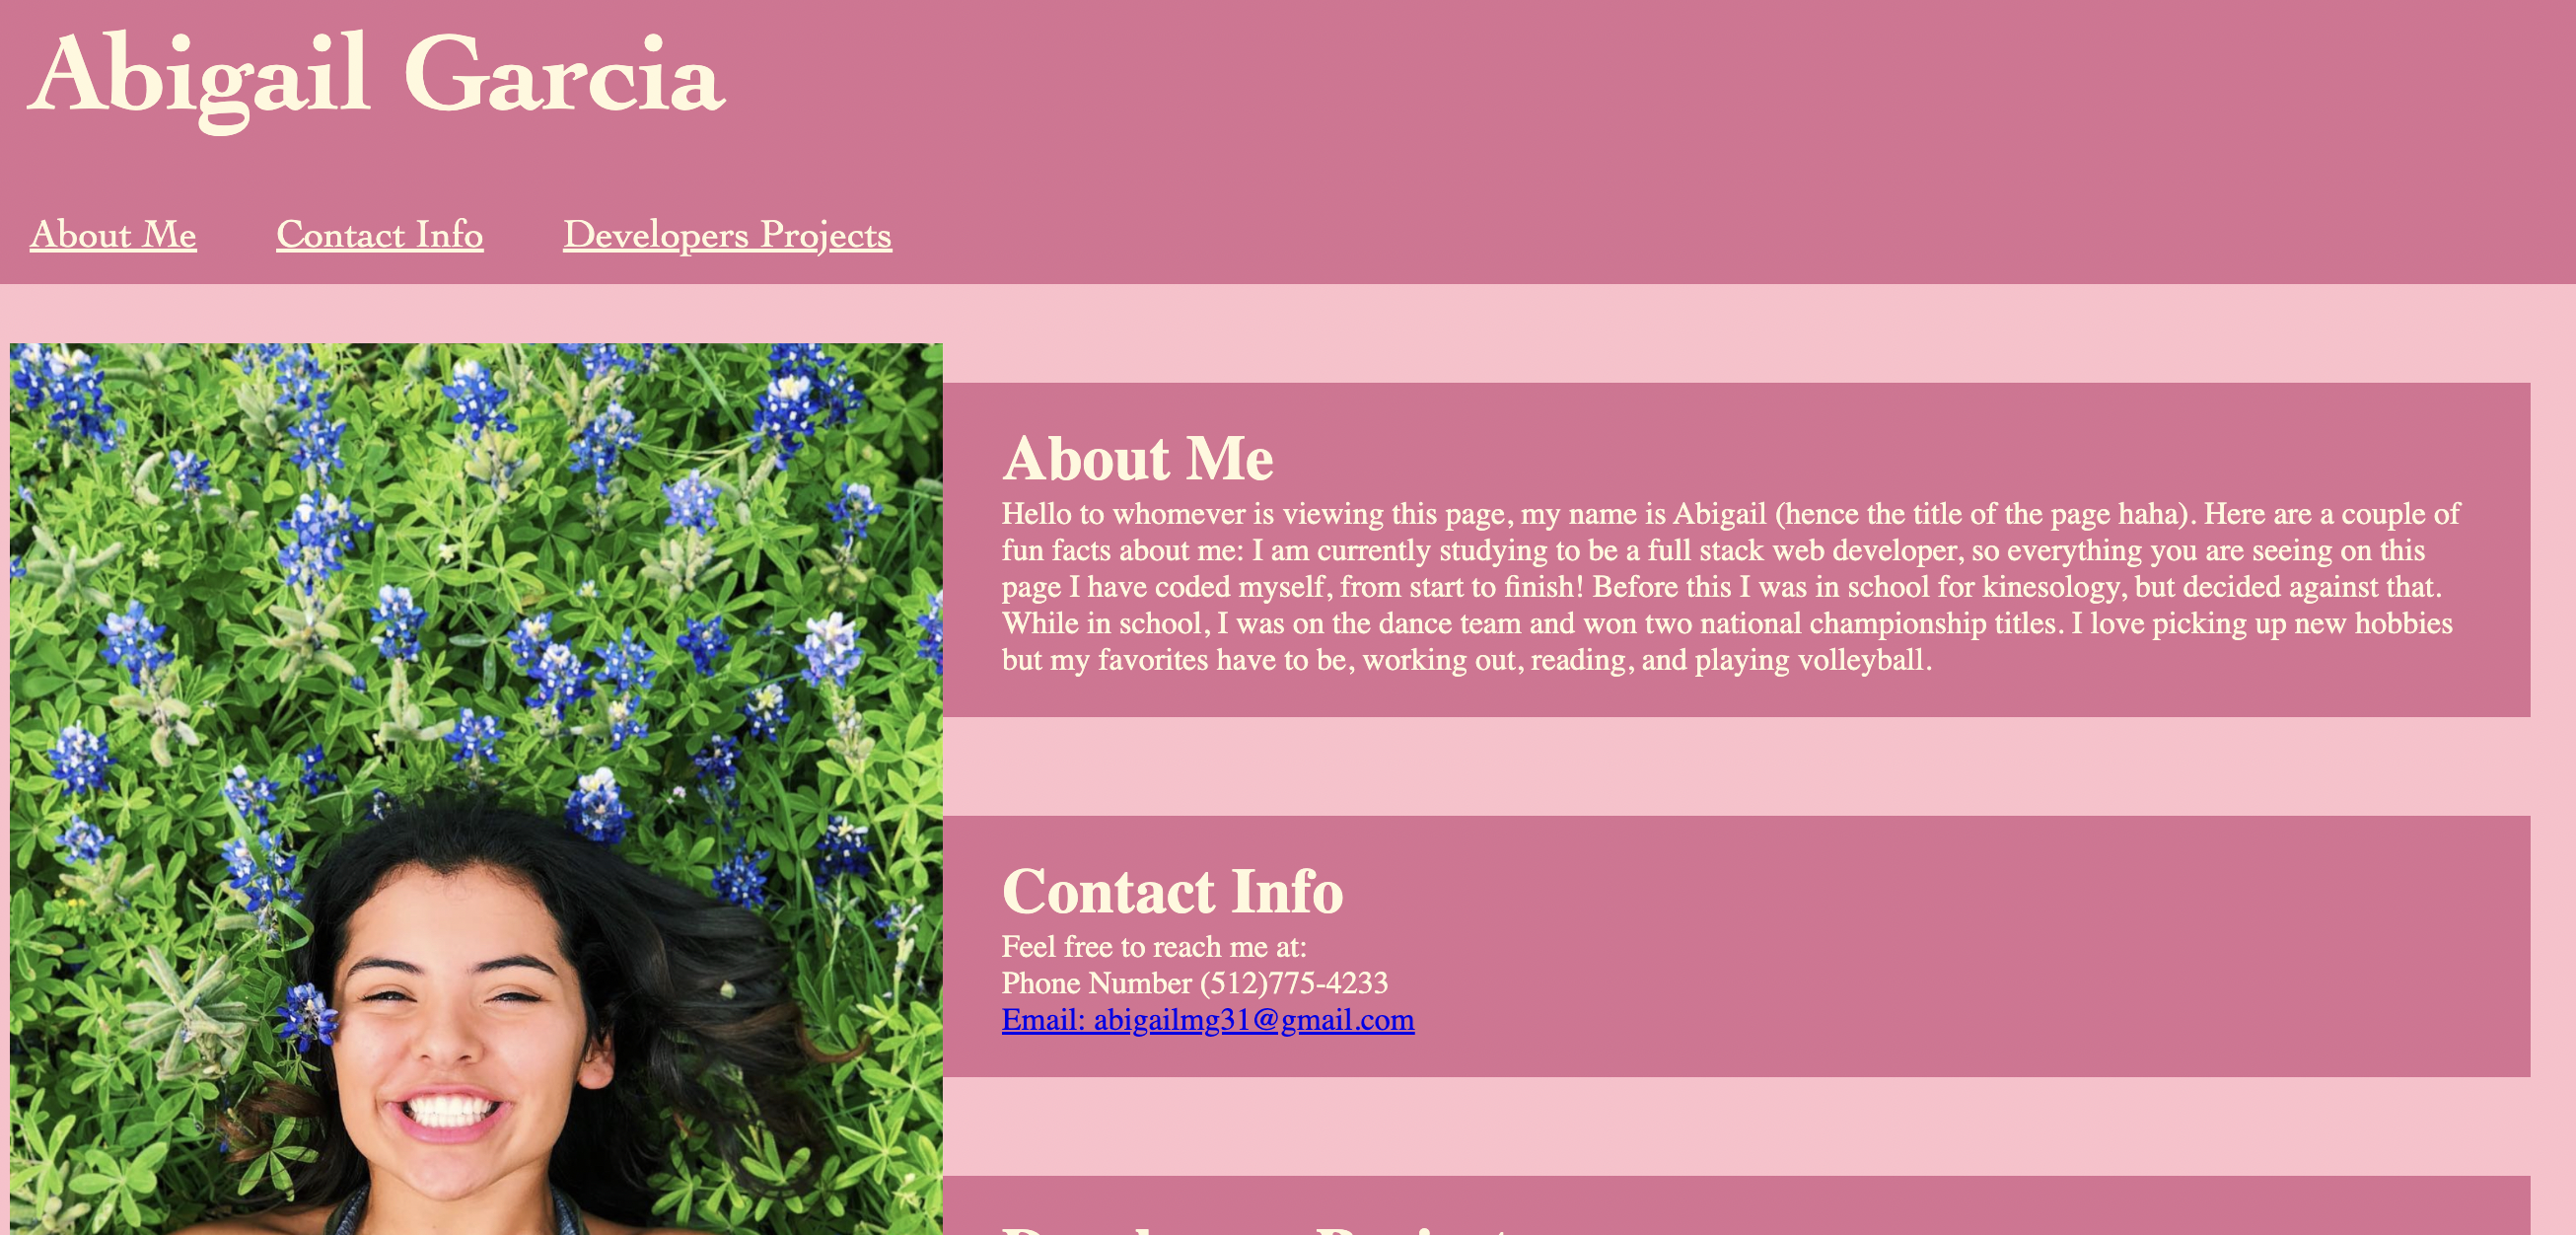 Abigail Garcia
About Me Contact Info Developers Projects
About Me
Hello to whomever is viewing this page, my name is Abigail (hence the title of the page haha). Here are a couple of
fun facts about me: I am currently studying to be a full stack web developer, so everything you are seeing on this
page I have coded myself, from start to finish! Before this I was in school for kinesology, but decided against that.
While in school, I was on the dance team and won two national championship titles. I love picking up new hobbies
but my favorites have to be, working out, reading, and playing volleyball.
Contact Info
Feel free to reach me at:
Phone Number (512)775-4233
Email: abigailmg31@gmail.com